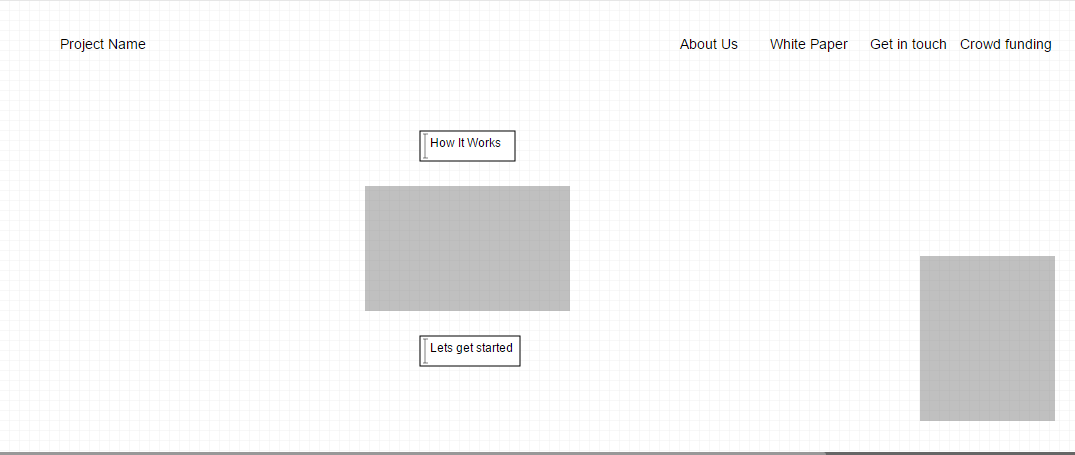 Project Name
About Us White Paper Get in touch Crowd funding
How It Works
Lets get started